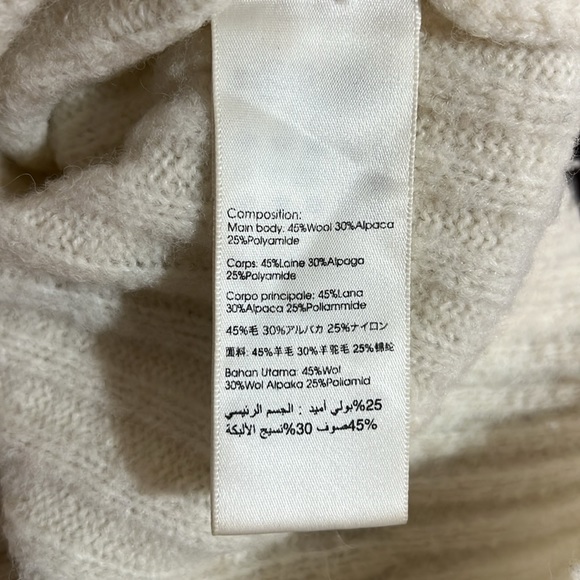 Composition:
Main body: 45%Wool 30%Alpaca
25%Polyamide
Corps: 45%Laine 30%Alpaga
25%Polyamide
Corpo principale: 45%Lana
30%Alpaca 25%Poliammide
45%毛 30%アルパカ 25%ナイロン
面料: 45%羊毛 30%羊驼毛 25%锦纶
Bahan Utama: 45%Wol
30%Wol Alpaka 25%Poliamid
25%بولي أميد : الجسم الرئيسي
45%صوف 30%نسيج الألبكة